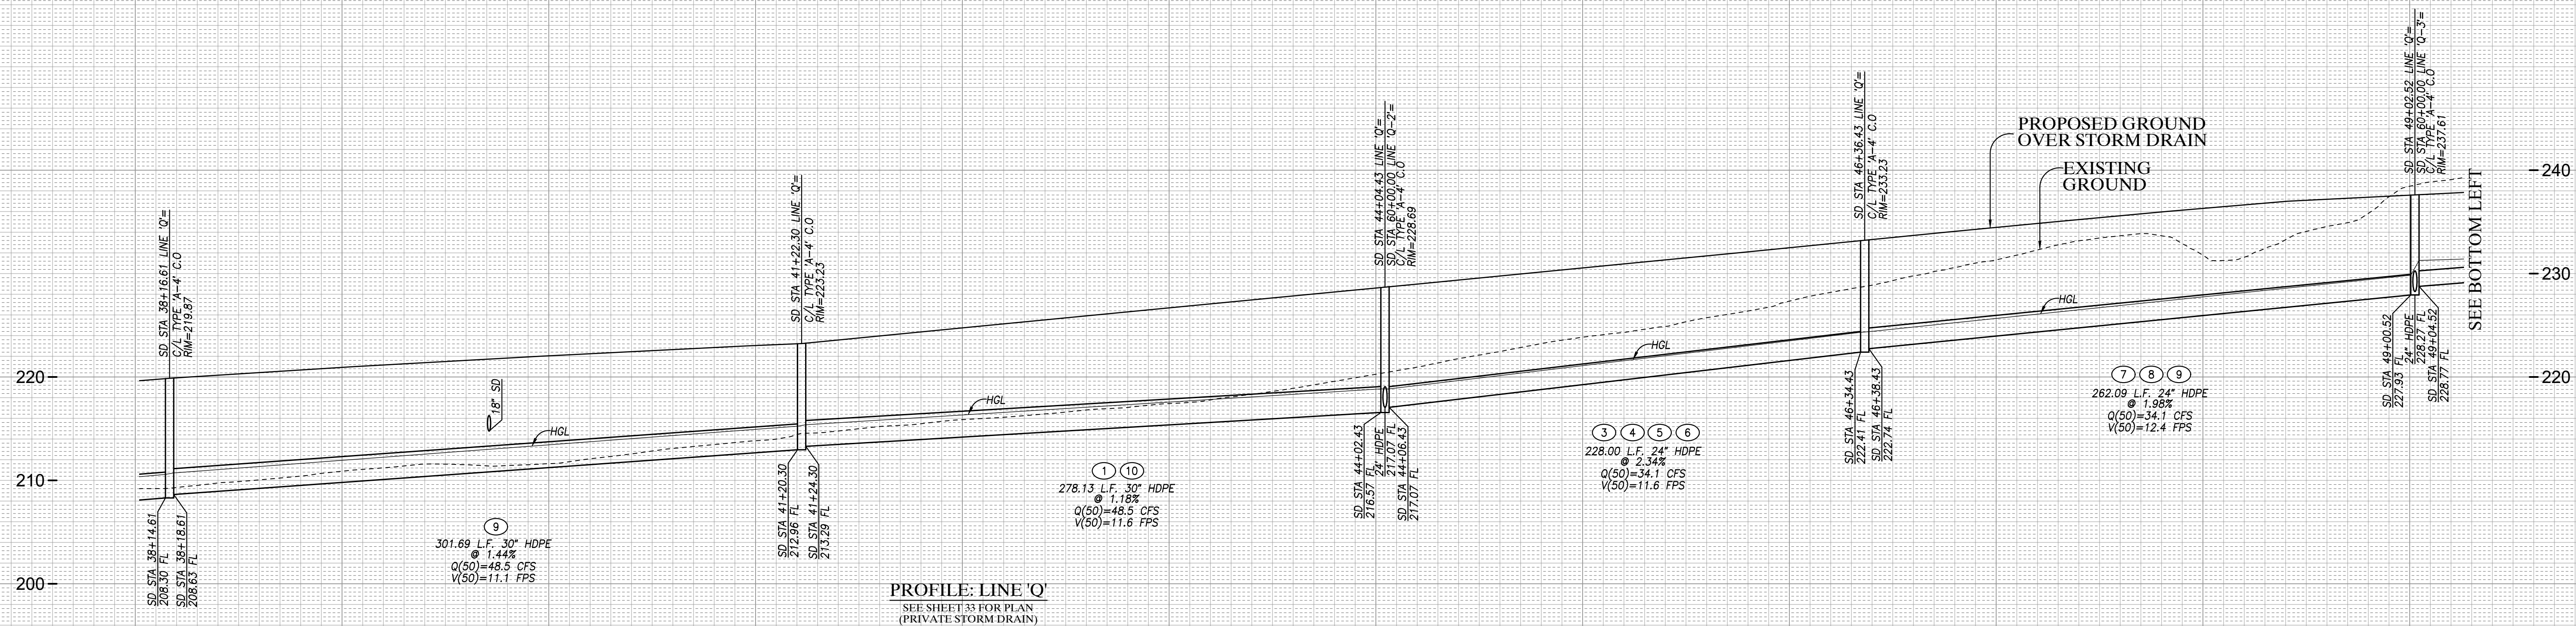 SD STA 38+16.61 LINE 'Q'=
C/L TYPE 'A-4' C.O
RIM=219.87
SD STA 38+14.61
208.30 FL
SD STA 38+18.61
208.63 FL
18" SD
HGL
9
301.69 L.F. 30" HDPE
@ 1.44%
Q(50)=48.5 CFS
V(50)=11.1 FPS
SD STA 41+22.30 LINE 'Q'=
C/L TYPE 'A-4' C.O
RIM=223.23
SD STA 41+20.30
212.96 FL
SD STA 41+24.30
213.29 FL
HGL
1 10
278.13 L.F. 30" HDPE
@ 1.18%
Q(50)=48.5 CFS
V(50)=11.6 FPS
SD STA 44+04.43 LINE 'Q'=
SD STA 60+00.00 LINE 'Q-2'=
C/L TYPE 'A-4' C.O
RIM=228.69
SD STA 44+02.43
216.57 FL
24" HDPE
217.07 FL
SD STA 44+06.43
217.07 FL
HGL
3 4 5 6
228.00 L.F. 24" HDPE
@ 2.34%
Q(50)=34.1 CFS
V(50)=11.6 FPS
SD STA 46+36.43 LINE 'Q'=
C/L TYPE 'A-4' C.O
RIM=233.23
SD STA 46+34.43
222.41 FL
SD STA 46+38.43
222.74 FL
PROPOSED GROUND
OVER STORM DRAIN
EXISTING
GROUND
HGL
7 8 9
262.09 L.F. 24" HDPE
@ 1.98%
Q(50)=34.1 CFS
V(50)=12.4 FPS
SD STA 49+02.52 LINE 'Q'=
SD STA 60+00.00 LINE 'Q-3'=
C/L TYPE 'A-4' C.O
RIM=237.61
SD STA 49+00.52
227.93 FL
24" HDPE
228.27 FL
SD STA 49+04.52
228.77 FL
SEE BOTTOM LEFT
220
210
200
240
230
220
PROFILE: LINE 'Q'
SEE SHEET 33 FOR PLAN
(PRIVATE STORM DRAIN)